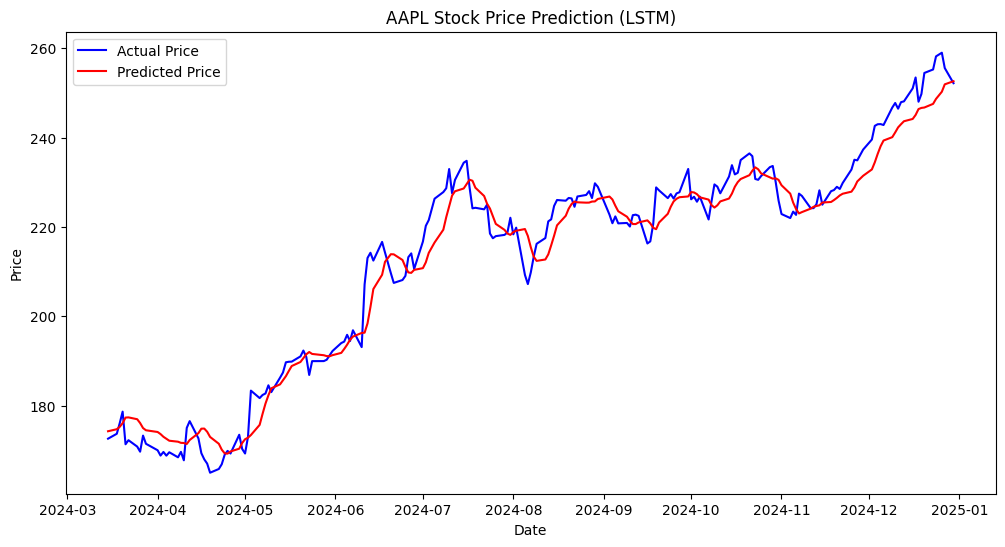 AAPL Stock Price Prediction (LSTM)
Actual Price
Predicted Price
260
240
220
200
180
Price
2024-03 2024-04 2024-05 2024-06 2024-07 2024-08 2024-09 2024-10 2024-11 2024-12 2025-01
Date